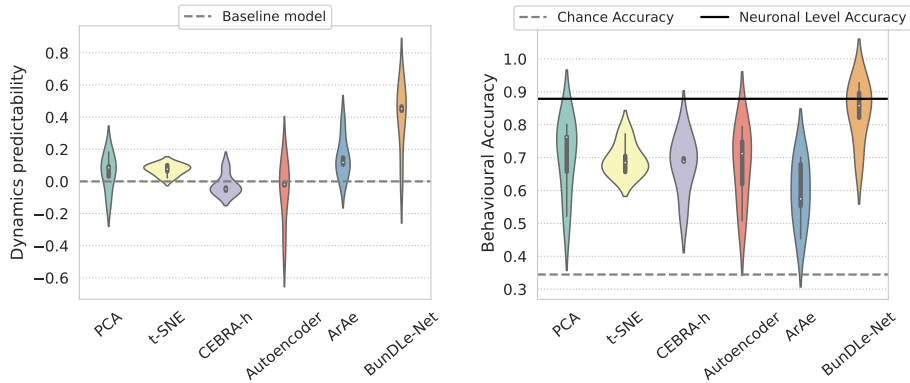 Baseline model
Dynamics predictability
0.8
0.6
0.4
0.2
0.0
−0.2
−0.4
−0.6
PCA
t-SNE
CEBRA-h
Autoencoder
ArAe
BunDLe-Net
Chance Accuracy
Neuronal Level Accuracy
Behavioural Accuracy
1.0
0.9
0.8
0.7
0.6
0.5
0.4
0.3
PCA
t-SNE
CEBRA-h
Autoencoder
ArAe
BunDLe-Net